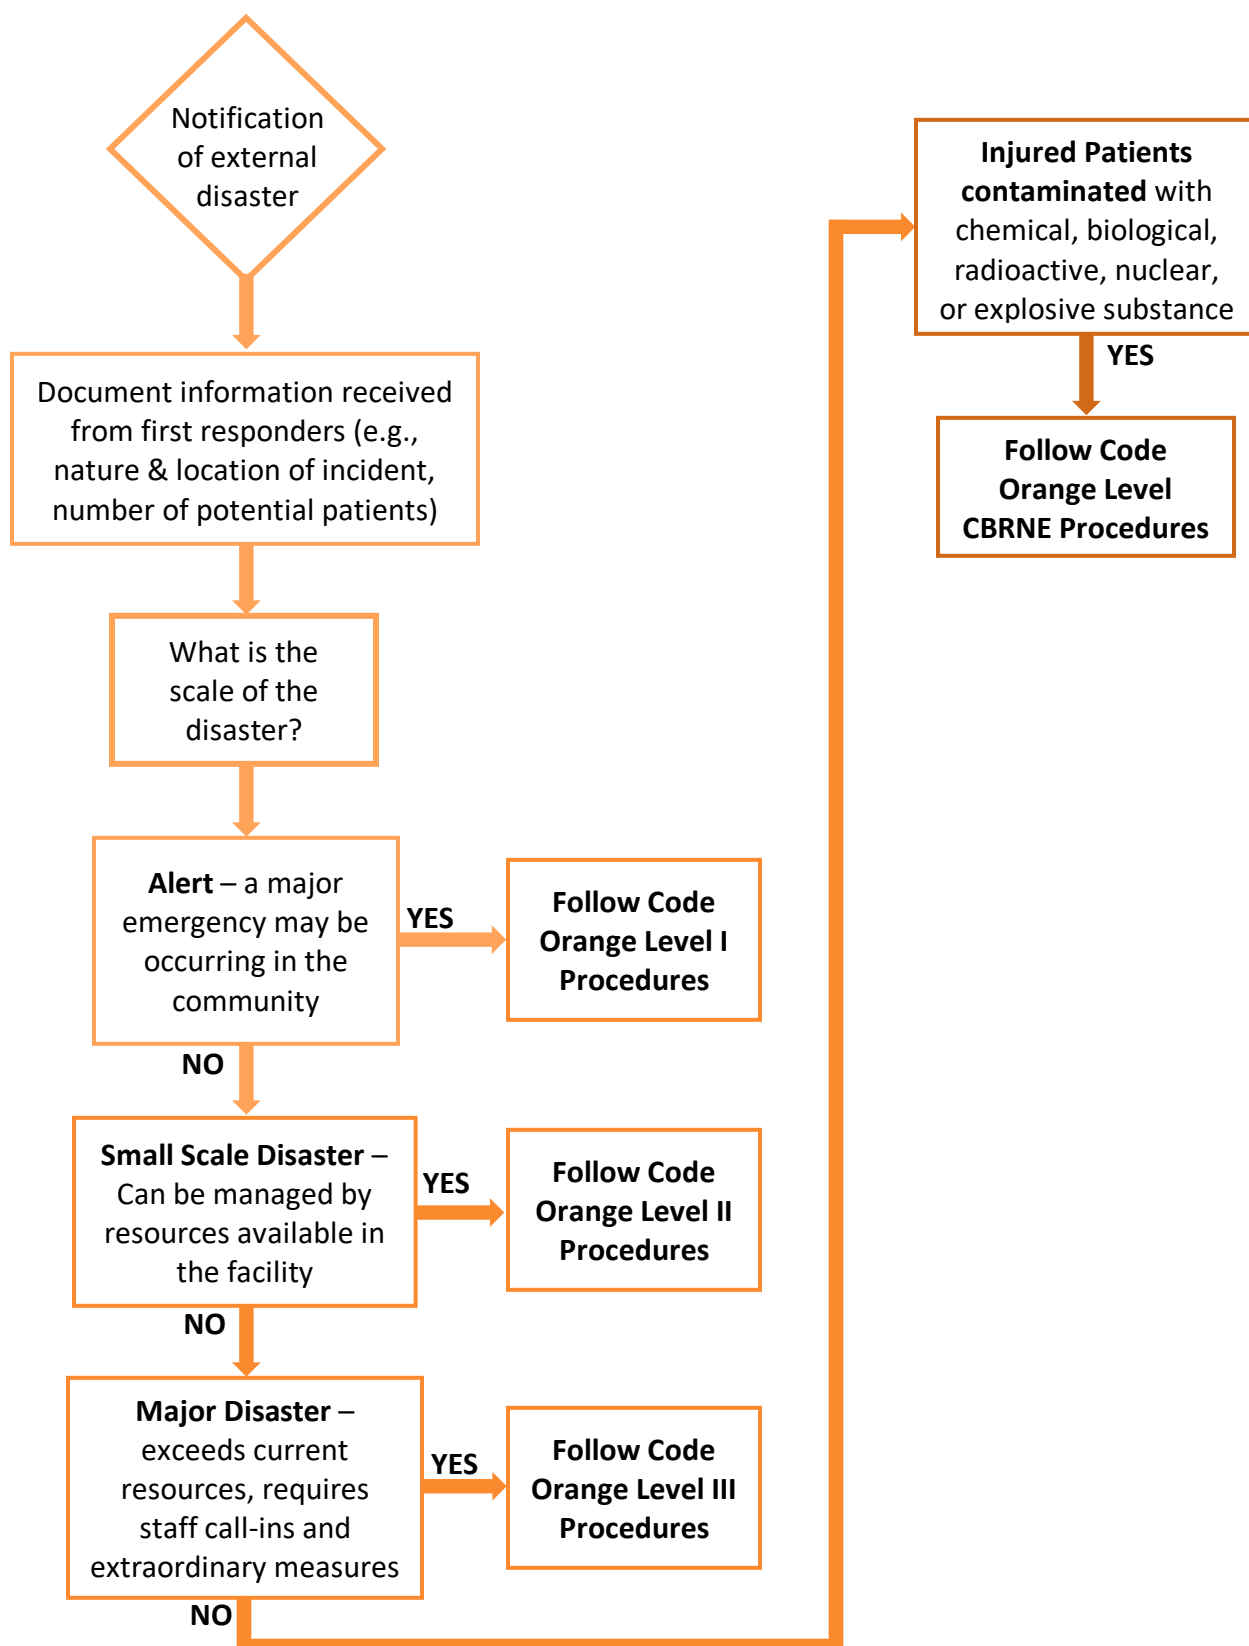 Notification
of external
disaster
Document information received
from first responders (e.g.,
nature & location of incident,
number of potential patients)
What is the
scale of the
disaster?
Alert – a major
emergency may be
occurring in the
community
YES
Follow Code
Orange Level I
Procedures
NO
Small Scale Disaster –
Can be managed by
resources available in
the facility
YES
Follow Code
Orange Level II
Procedures
NO
Major Disaster –
exceeds current
resources, requires
staff call-ins and
extraordinary measures
YES
Follow Code
Orange Level III
Procedures
NO
Injured Patients
contaminated with
chemical, biological,
radioactive, nuclear,
or explosive substance
YES
Follow Code
Orange Level
CBRNE Procedures